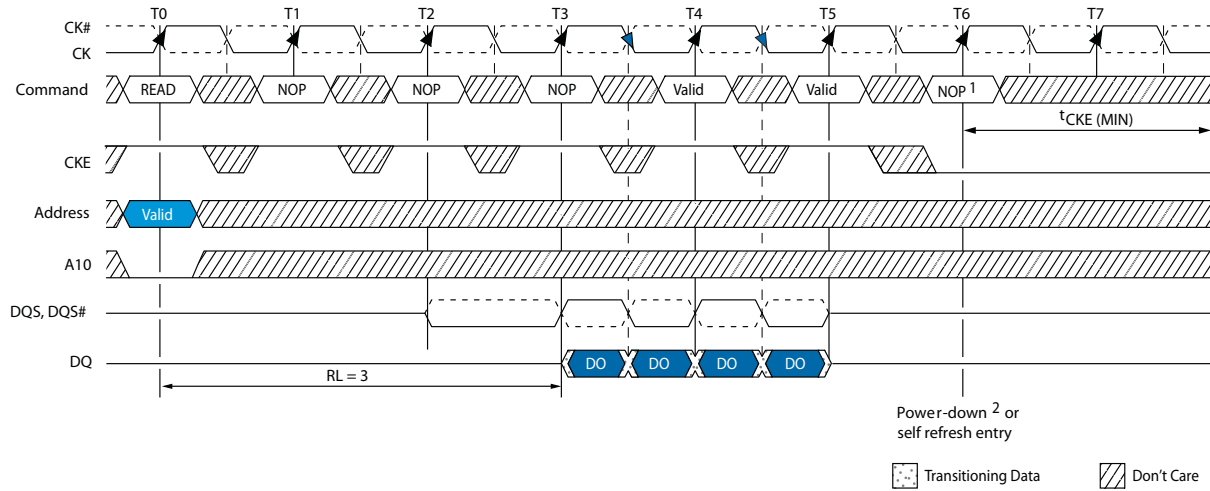 T0 T1 T2 T3 T4 T5 T6 T7
CK#
CK
Command READ NOP NOP NOP Valid Valid NOP 1
tCKE (MIN)
CKE
Address Valid
A10
DQS, DQS#
DQ DO DO DO DO
RL = 3
Power-down 2 or
self refresh entry
Transitioning Data Don't Care